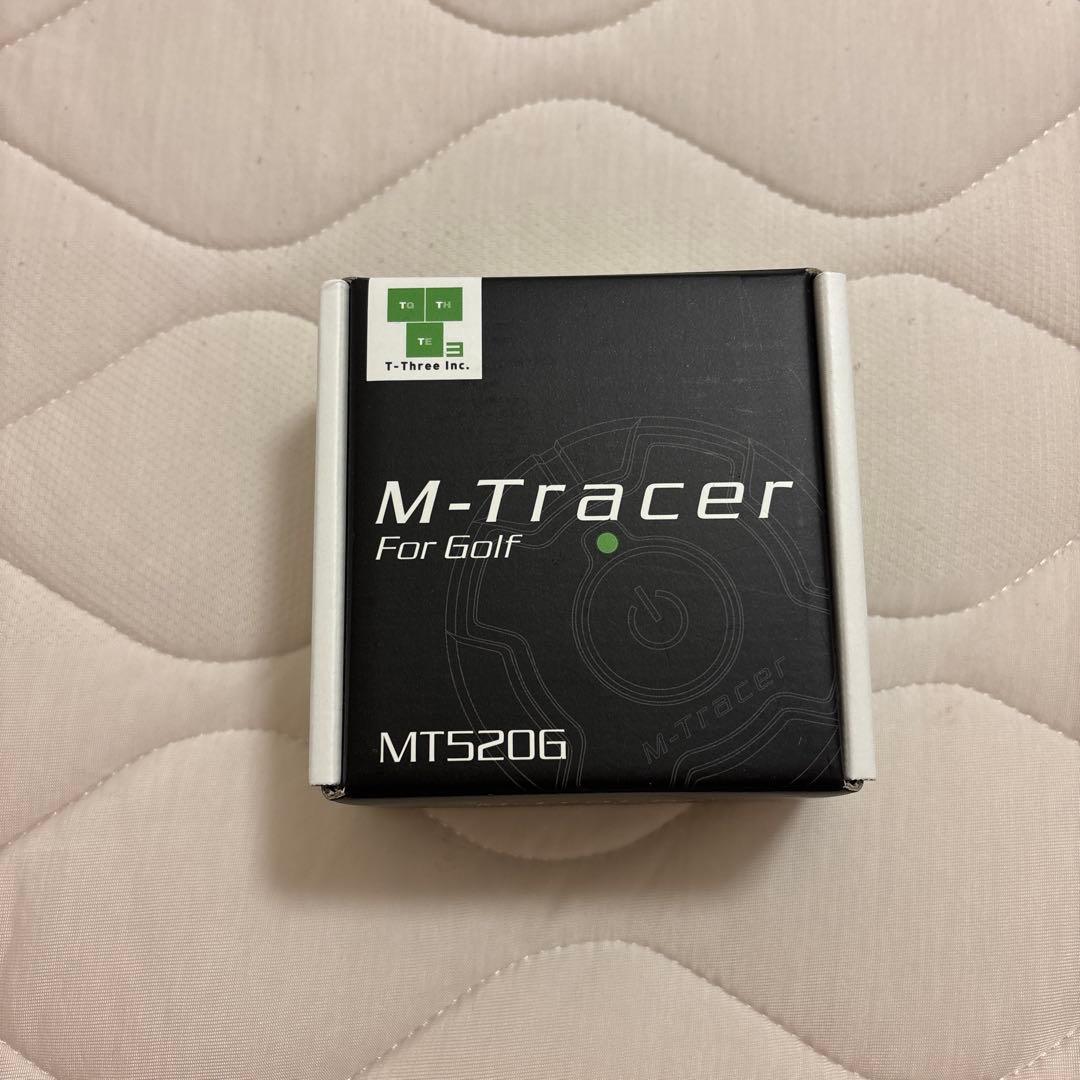 TQ TH
TE 3
T-Three Inc.
M-Tracer
For Golf
M-Tracer
MT520G